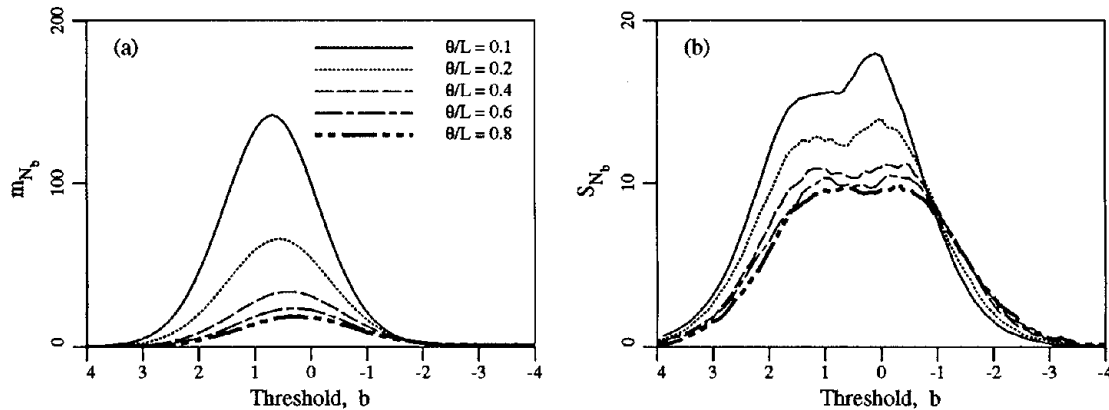 200
(a)
θ/L = 0.1
θ/L = 0.2
θ/L = 0.4
θ/L = 0.6
θ/L = 0.8
100
0
m_{N_b}
4 3 2 1 0 -1 -2 -3 -4
Threshold, b
20
(b)
10
0
S_{N_b}
4 3 2 1 0 -1 -2 -3 -4
Threshold, b